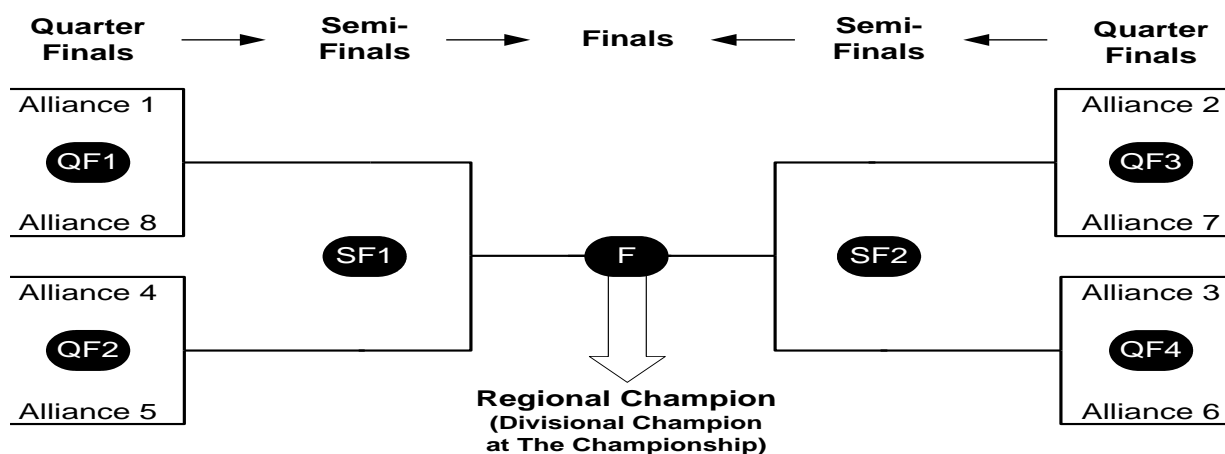 Quarter
Finals
Semi-
Finals
Finals
Semi-
Finals
Quarter
Finals
Alliance 1
QF1
Alliance 8
Alliance 4
QF2
Alliance 5
SF1
F
SF2
Alliance 2
QF3
Alliance 7
Alliance 3
QF4
Alliance 6
Regional Champion
(Divisional Champion
at The Championship)